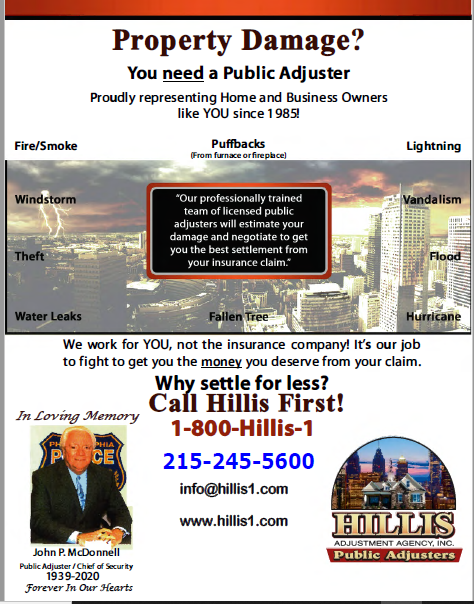 Property Damage?
You need a Public Adjuster
Proudly representing Home and Business Owners
like YOU since 1985!
Fire/Smoke
Puffbacks
(From furnace or fireplace)
Lightning
Windstorm
Vandalism
"Our professionally trained
team of licensed public
adjusters will estimate your
damage and negotiate to get
you the best settlement from
your insurance claim."
Theft
Flood
Water Leaks
Fallen Tree
Hurricane
We work for YOU, not the insurance company! It's our job
to fight to get you the money you deserve from your claim.
Why settle for less?
Call Hillis First!
1-800-Hillis-1
215-245-5600
info@hillis1.com
www.hillis1.com
In Loving Memory
John P. McDonnell
Public Adjuster / Chief of Security
1939-2020
Forever In Our Hearts
HILLIS
ADJUSTMENT AGENCY, INC.
Public Adjusters